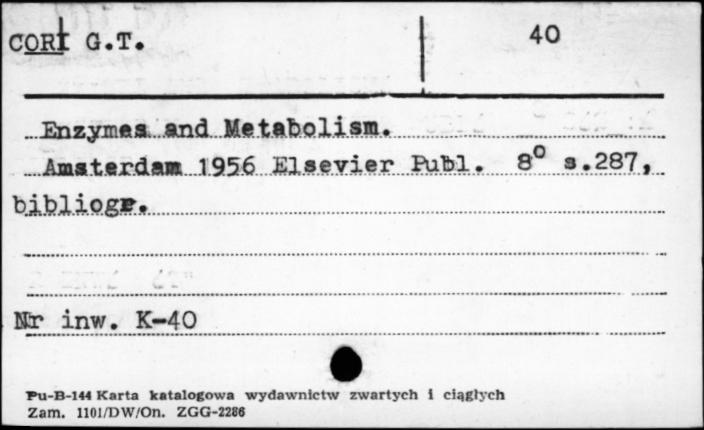 CORI G.T. 40
Enzymes and Metabolism.
Amsterdam 1956 Elsevier Publ. 8° s.287,
bibliogr.
Nr inw. K-40
Pu-B-144 Karta katalogowa wydawnictw zwartych i ciągłych
Zam. 1101/DW/On. ZGG-2286